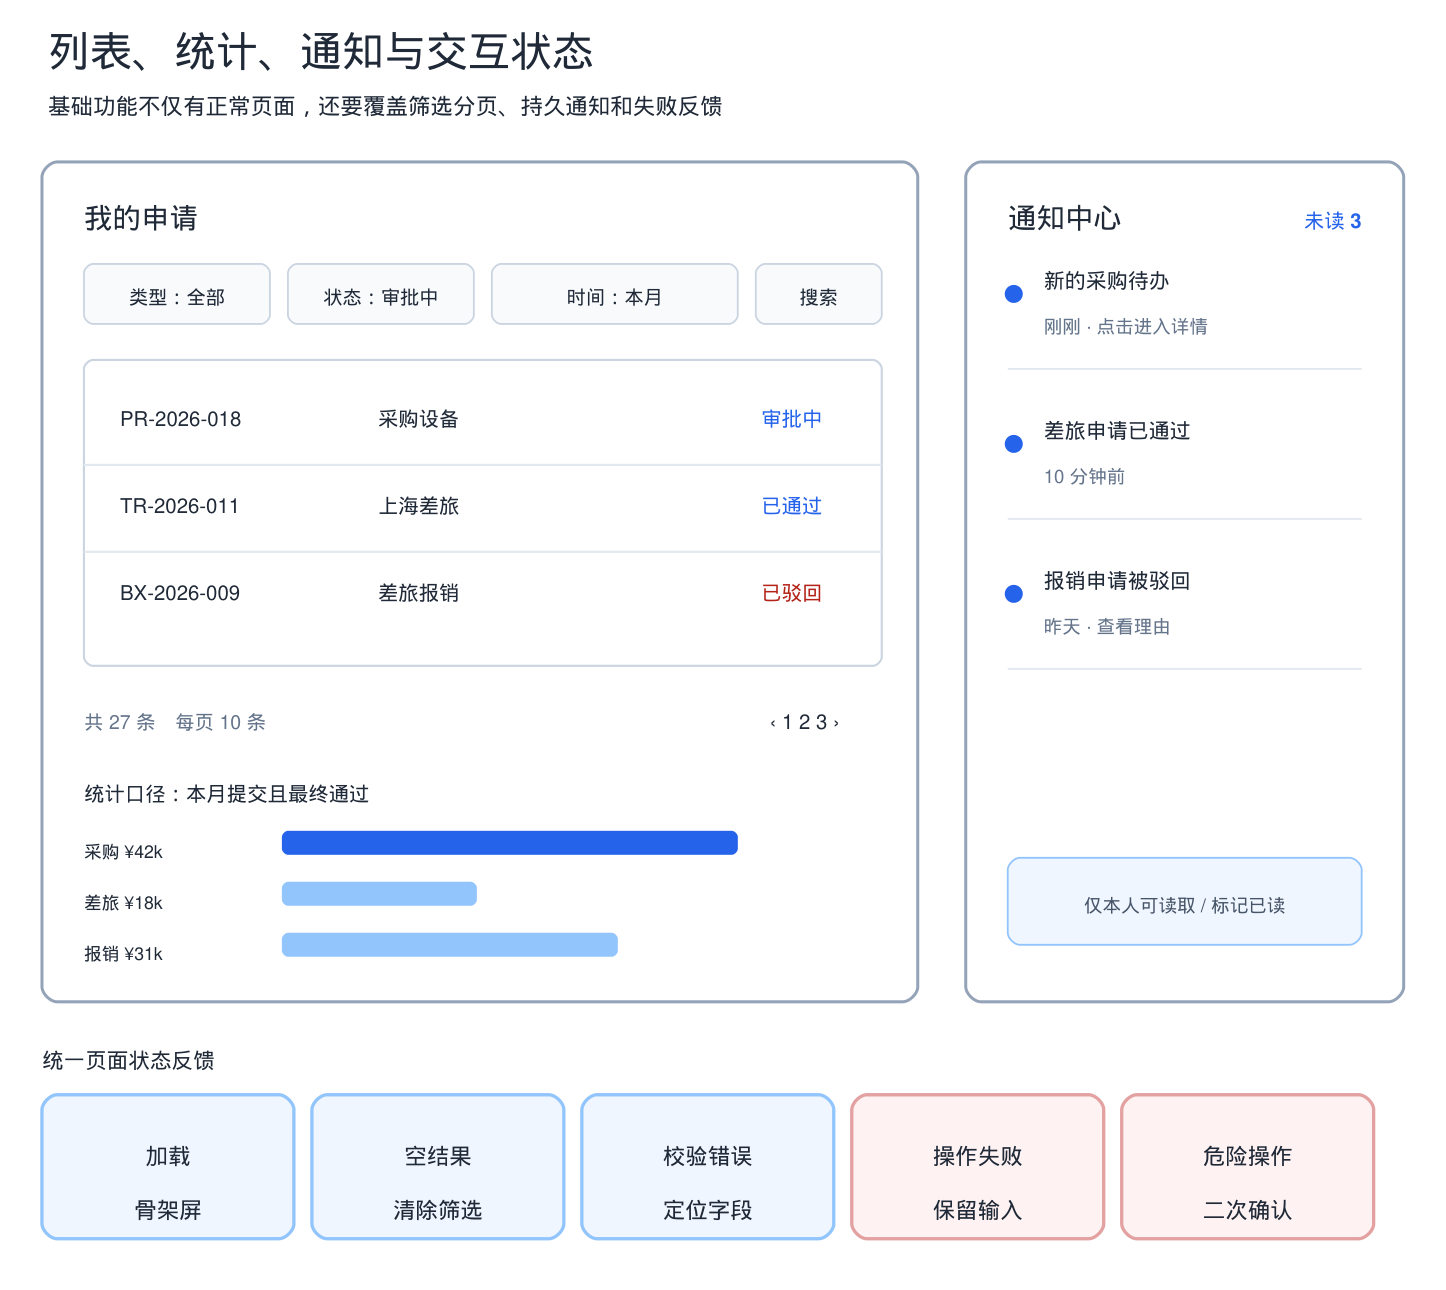 列表、统计、通知与交互状态
基础功能不仅有正常页面，还要覆盖筛选分页、持久通知和失败反馈
我的申请
类型：全部
状态：审批中
时间：本月
搜索
PR-2026-018 采购设备 审批中
TR-2026-011 上海差旅 已通过
BX-2026-009 差旅报销 已驳回
共 27 条 每页 10 条 ‹ 1 2 3 ›
统计口径：本月提交且最终通过
采购 ¥42k
差旅 ¥18k
报销 ¥31k
通知中心 未读 3
新的采购待办
刚刚 · 点击进入详情
差旅申请已通过
10 分钟前
报销申请被驳回
昨天 · 查看理由
仅本人可读取 / 标记已读
统一页面状态反馈
加载
骨架屏
空结果
清除筛选
校验错误
定位字段
操作失败
保留输入
危险操作
二次确认